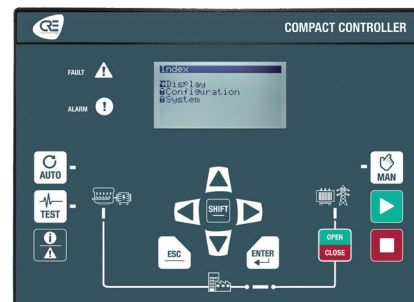 CRE
COMPACT CONTROLLER
FAULT
ALARM
Index
Display
Configuration
System
AUTO
TEST
MAN
SHIFT
ESC
ENTER
OPEN
CLOSE